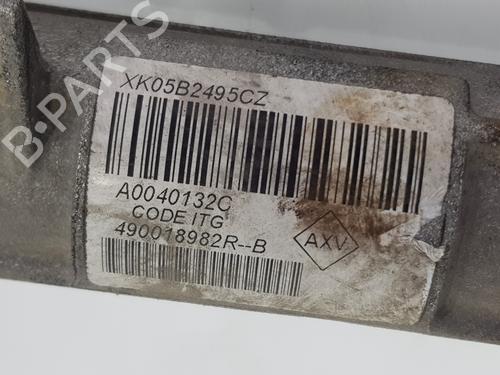 XK05B2495CZ
A0040132C
CODE ITG
490018982R--B
AXV
B-PARTS